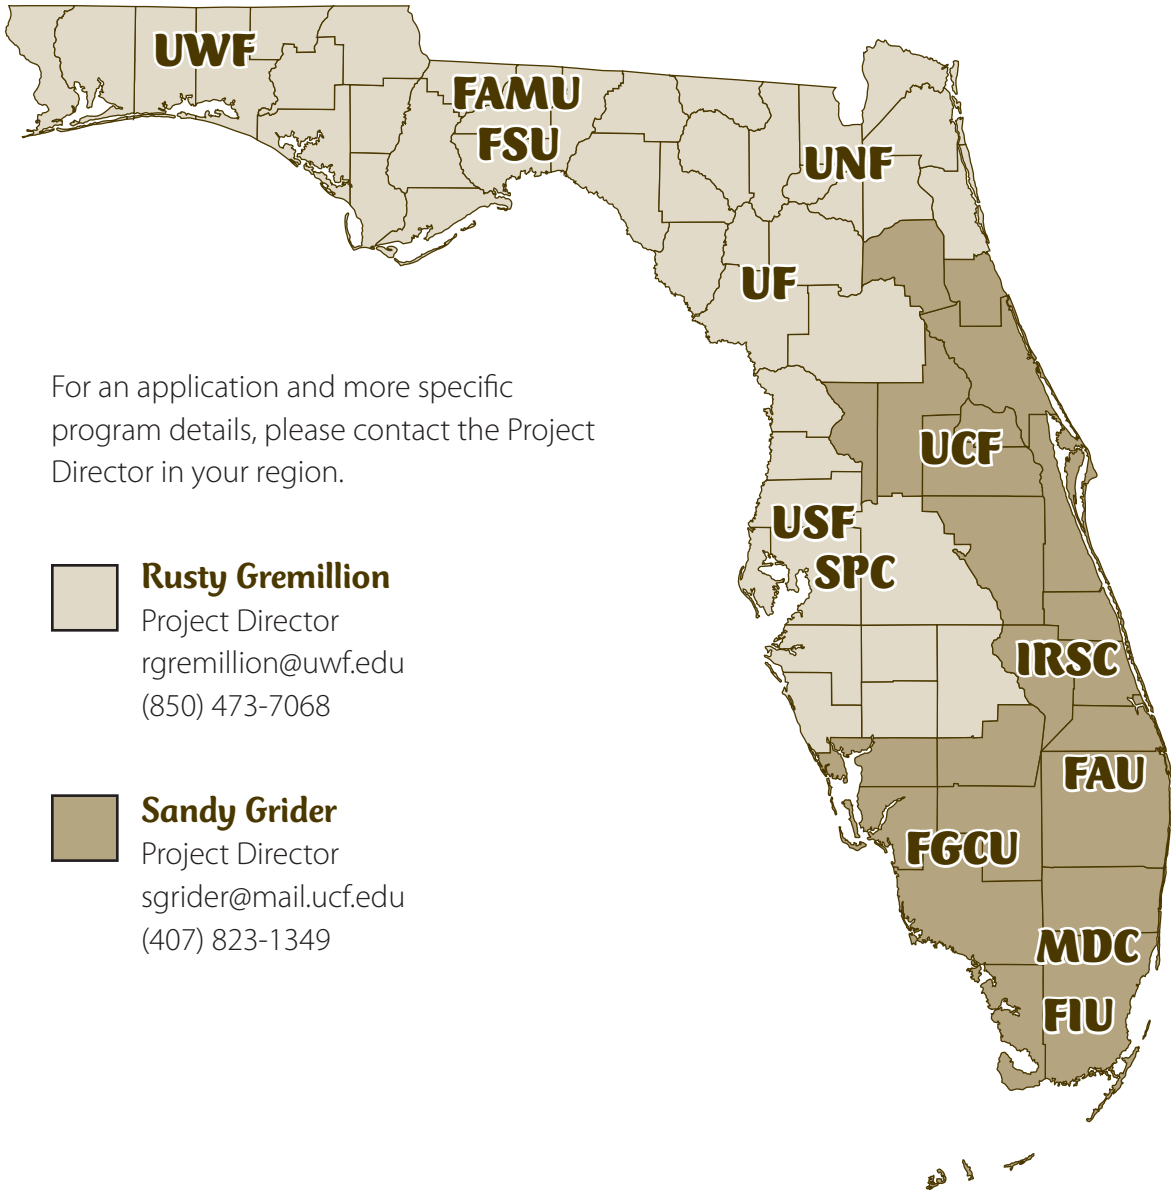 UWF
FAMU
FSU
UNF
UF
For an application and more specific
program details, please contact the Project
Director in your region.
UCF
USF
SPC
Rusty Gremillion
Project Director
rgremillion@uwf.edu
(850) 473-7068
IRSC
FAU
Sandy Grider
Project Director
sgrider@mail.ucf.edu
(407) 823-1349
FGCU
MDC
FIU